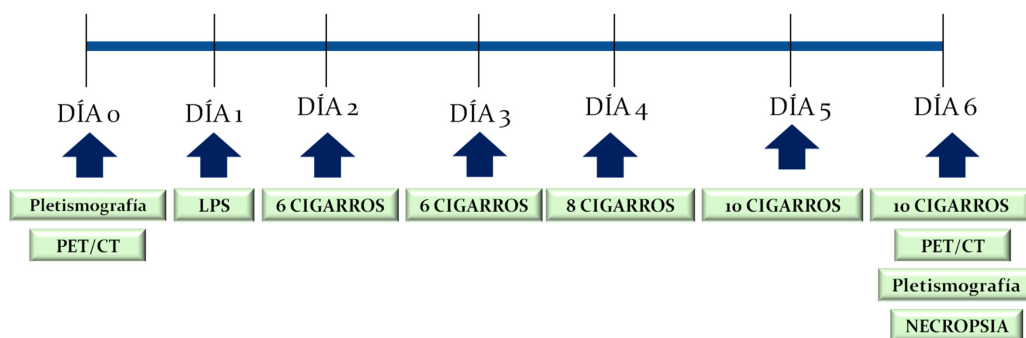 DÍA 0
DÍA 1
DÍA 2
DÍA 3
DÍA 4
DÍA 5
DÍA 6
Pletismografía
LPS
6 CIGARROS
6 CIGARROS
8 CIGARROS
10 CIGARROS
10 CIGARROS
PET/CT
PET/CT
Pletismografía
NECROPSIA